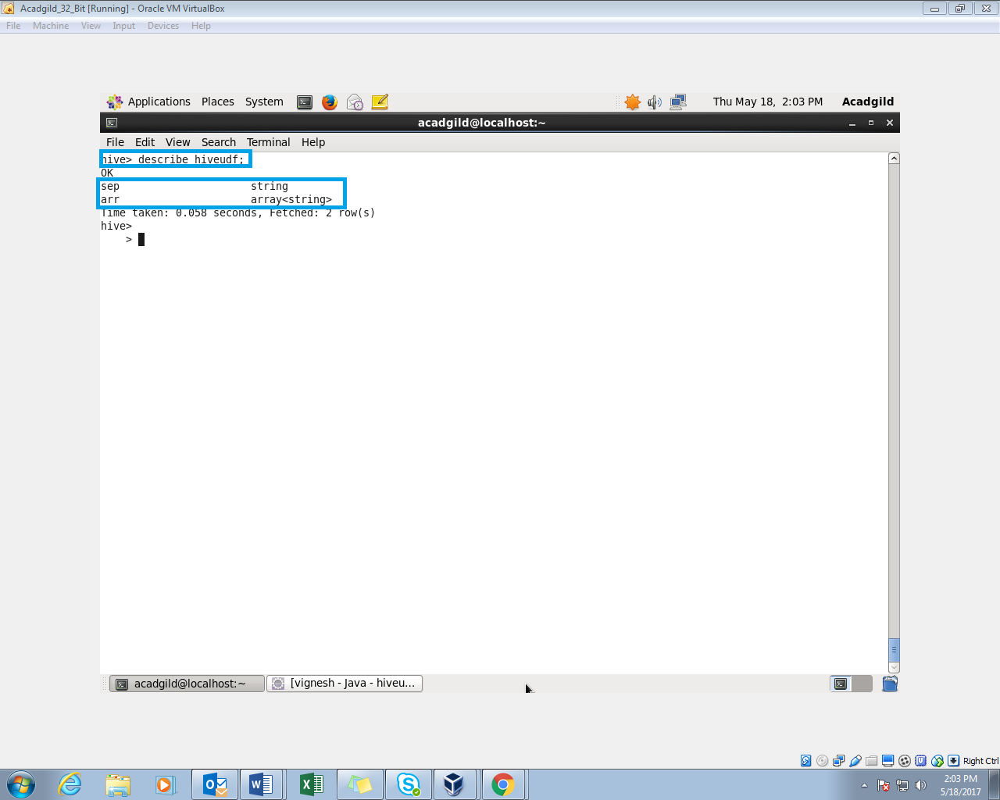 Acadgild_32_Bit [Running] - Oracle VM VirtualBox
File Machine View Input Devices Help
Applications Places System Thu May 18, 2:03 PM Acadgild
acadgild@localhost:~
File Edit View Search Terminal Help
hive> describe hiveudf;
OK
sep string
arr array<string>
Time taken: 0.058 seconds, Fetched: 2 row(s)
hive>
>
acadgild@localhost:~ [vignesh - Java - hiveu...
Right Ctrl
2:03 PM
5/18/2017